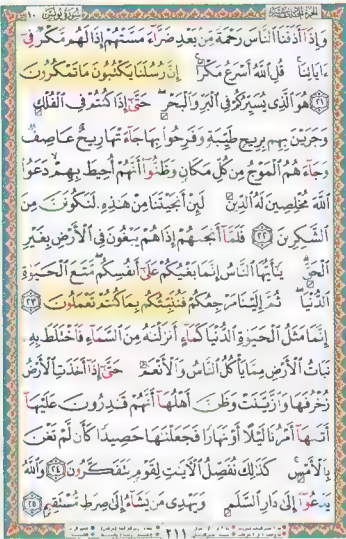 سورة يونس ١٠
وَإِذَآ أَذَقْنَا ٱلنَّاسَ رَحْمَةً مِّنۢ بَعْدِ ضَرَّآءَ مَسَّتْهُمْ إِذَا لَهُم مَّكْرٌ فِىٓ
ءَايَاتِنَا ۚ قُلِ ٱللَّهُ أَسْرَعُ مَكْرًا ۚ إِنَّ رُسُلَنَا يَكْتُبُونَ مَا تَمْكُرُونَ
٢١ هُوَ ٱلَّذِى يُسَيِّرُكُمْ فِى ٱلْبَرِّ وَٱلْبَحْرِ ۖ حَتَّىٰٓ إِذَا كُنتُمْ فِى ٱلْفُلْكِ
وَجَرَيْنَ بِهِم بِرِيحٍ طَيِّبَةٍ وَفَرِحُوا۟ بِهَا جَآءَتْهَا رِيحٌ عَاصِفٌ
وَجَآءَهُمُ ٱلْمَوْجُ مِن كُلِّ مَكَانٍ وَظَنُّوٓا۟ أَنَّهُمْ أُحِيطَ بِهِمْ ۙ دَعَوُا۟
ٱللَّهَ مُخْلِصِينَ لَهُ ٱلدِّينَ لَئِنْ أَنجَيْتَنَا مِنْ هَٰذِهِۦ لَنَكُونَنَّ مِنَ
ٱلشَّٰكِرِينَ ٢٢ فَلَمَّآ أَنجَىٰهُمْ إِذَا هُمْ يَبْغُونَ فِى ٱلْأَرْضِ بِغَيْرِ
ٱلْحَقِّ ۗ يَٰٓأَيُّهَا ٱلنَّاسُ إِنَّمَا بَغْيُكُمْ عَلَىٰٓ أَنفُسِكُم ۖ مَّتَٰعَ ٱلْحَيَوٰةِ
ٱلدُّنْيَا ۖ ثُمَّ إِلَيْنَا مَرْجِعُكُمْ فَنُنَبِّئُكُم بِمَا كُنتُمْ تَعْمَلُونَ ٢٣
إِنَّمَا مَثَلُ ٱلْحَيَوٰةِ ٱلدُّنْيَا كَمَآءٍ أَنزَلْنَٰهُ مِنَ ٱلسَّمَآءِ فَٱخْتَلَطَ بِهِۦ
نَبَاتُ ٱلْأَرْضِ مِمَّا يَأْكُلُ ٱلنَّاسُ وَٱلْأَنْعَٰمُ حَتَّىٰٓ إِذَآ أَخَذَتِ ٱلْأَرْضُ
زُخْرُفَهَا وَٱزَّيَّنَتْ وَظَنَّ أَهْلُهَآ أَنَّهُمْ قَٰدِرُونَ عَلَيْهَآ
أَتَىٰهَآ أَمْرُنَا لَيْلًا أَوْ نَهَارًا فَجَعَلْنَٰهَا حَصِيدًا كَأَن لَّمْ تَغْنَ
بِٱلْأَمْسِ ۚ كَذَٰلِكَ نُفَصِّلُ ٱلْءَايَٰتِ لِقَوْمٍ يَتَفَكَّرُونَ ٢٤ وَٱللَّهُ
يَدْعُوٓا۟ إِلَىٰ دَارِ ٱلسَّلَٰمِ وَيَهْدِى مَن يَشَآءُ إِلَىٰ صِرَٰطٍ مُّسْتَقِيمٍ ٢٥
٢١١